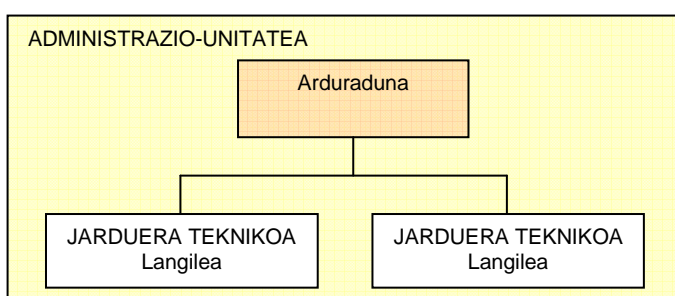 ADMINISTRAZIO-UNITATEA
Arduraduna
JARDUERA TEKNIKOA
Langilea
JARDUERA TEKNIKOA
Langilea